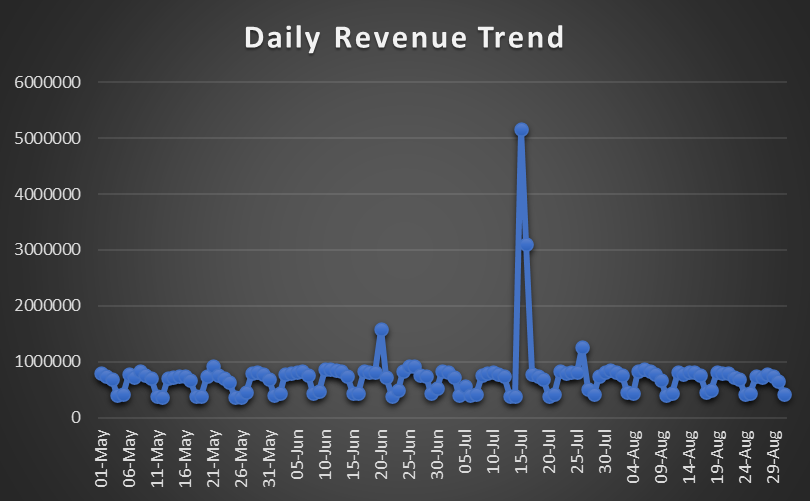 Daily Revenue Trend
6000000
5000000
4000000
3000000
2000000
1000000
0
01-May
06-May
11-May
16-May
21-May
26-May
31-May
05-Jun
10-Jun
15-Jun
20-Jun
25-Jun
30-Jun
05-Jul
10-Jul
15-Jul
20-Jul
25-Jul
30-Jul
04-Aug
09-Aug
14-Aug
19-Aug
24-Aug
29-Aug